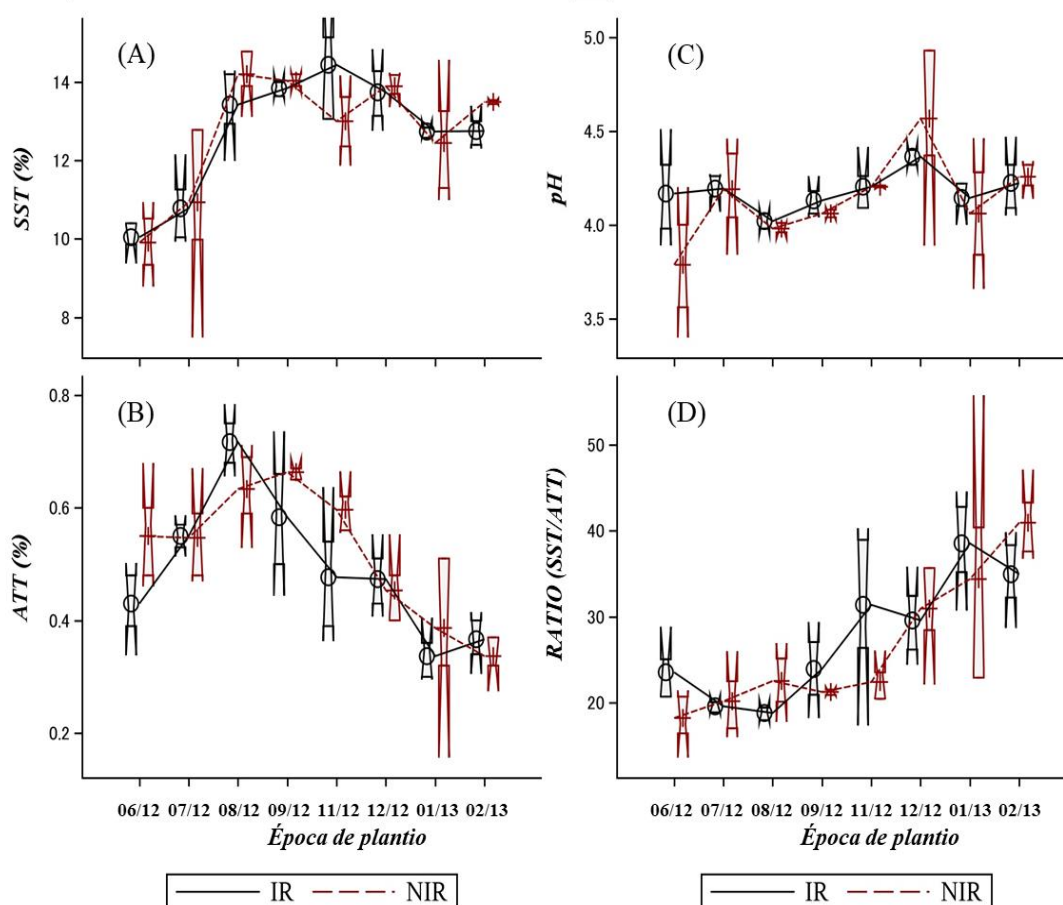 (A)
SST (%)
14
12
10
8
(C)
pH
5.0
4.5
4.0
3.5
(B)
ATT (%)
0.8
0.6
0.4
0.2
06/12 07/12 08/12 09/12 11/12 12/12 01/13 02/13
Época de plantio
IR NIR
(D)
RATIO (SST/ATT)
50
40
30
20
06/12 07/12 08/12 09/12 11/12 12/12 01/13 02/13
Época de plantio
IR NIR